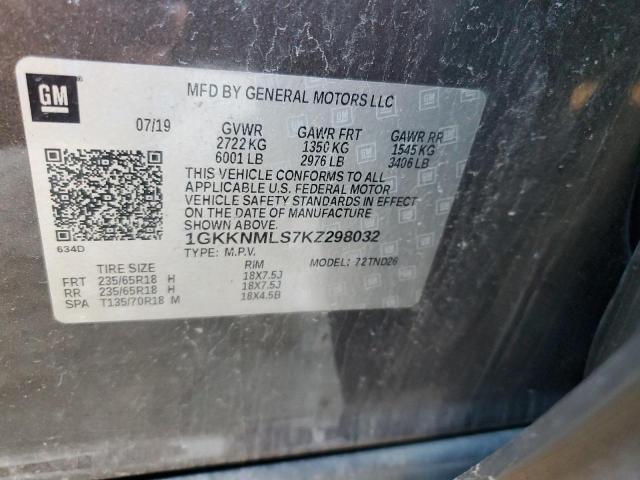 GM
MFD BY GENERAL MOTORS LLC
07/19 GVWR GAWR FRT GAWR RR
2722 KG 1350 KG 1545 KG
6001 LB 2976 LB 3406 LB
THIS VEHICLE CONFORMS TO ALL
APPLICABLE U.S. FEDERAL MOTOR
VEHICLE SAFETY STANDARDS IN EFFECT
ON THE DATE OF MANUFACTURE
SHOWN ABOVE.
1GKKNMLS7KZ298032
634D
TYPE: M.P.V. MODEL: 72TND26
TIRE SIZE RIM
FRT 235/65R18 H 18X7.5J
RR 235/65R18 H 18X7.5J
SPA T135/70R18 M 18X4.5B